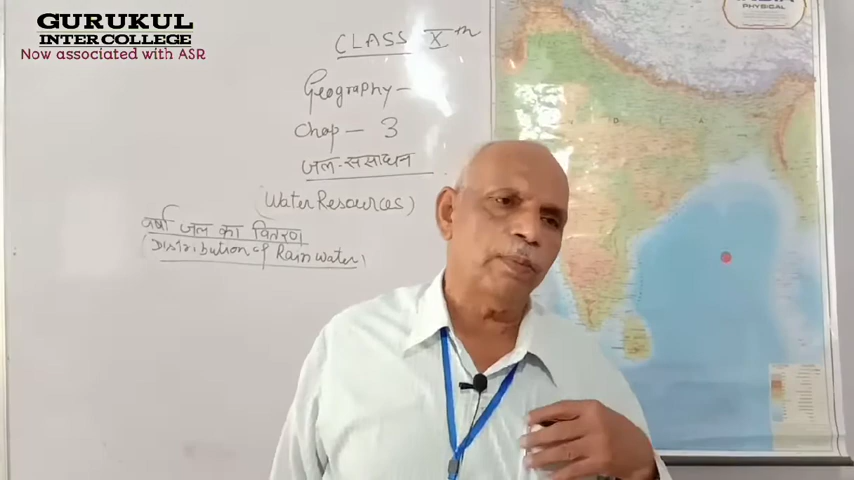 GURUKUL
INTER COLLEGE
Now associated with ASR
CLASS Xth
Geography -
Chap - 3
जल-संसाधन
(Water Resources)
वर्षा जल का वितरण
(Distribution of Rain water)
PHYSICAL